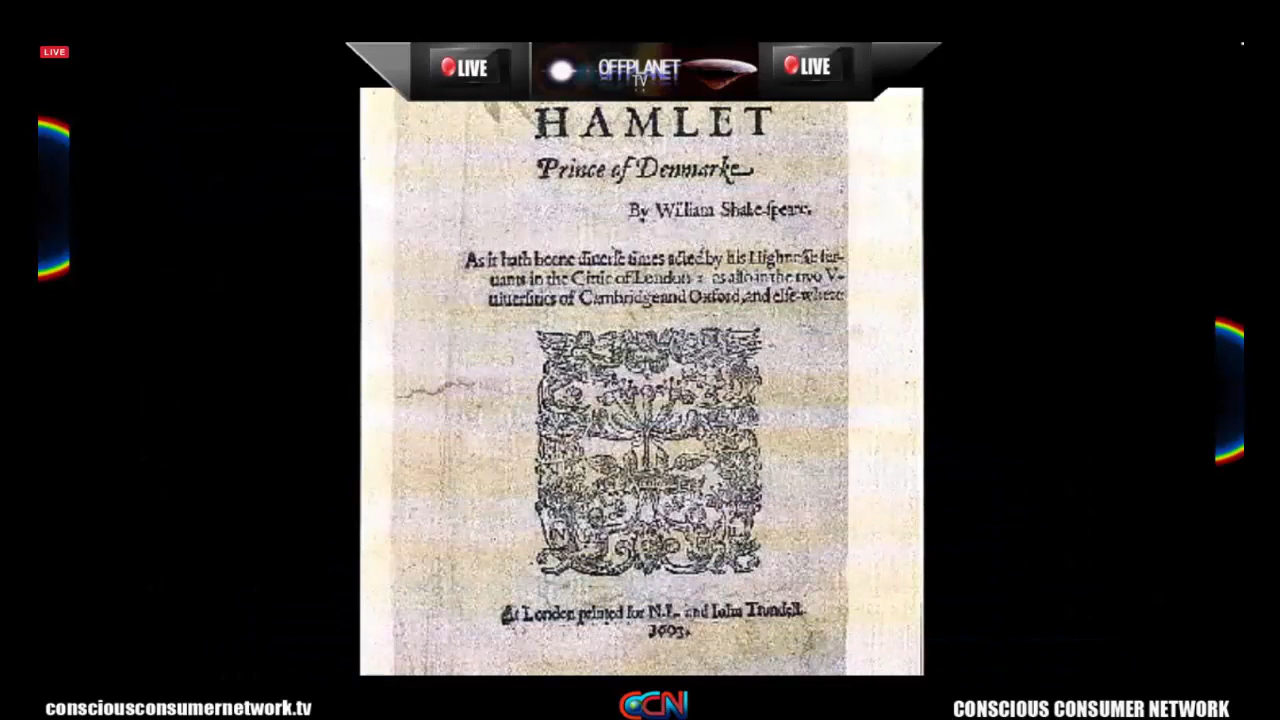 LIVE
LIVE
OFFPLANET
TV
LIVE
HAMLET
Prince of Denmarke
By William Shake-speare.
As it hath beene diuerse times acted by his Highnesse ser-
uants in the Cittie of London : as also in the two V-
niuersities of Cambridge and Oxford, and else-where
At London printed for N.L. and Iohn Trundell.
1603.
consciousconsumernetwork.tv
CCN
CONSCIOUS CONSUMER NETWORK